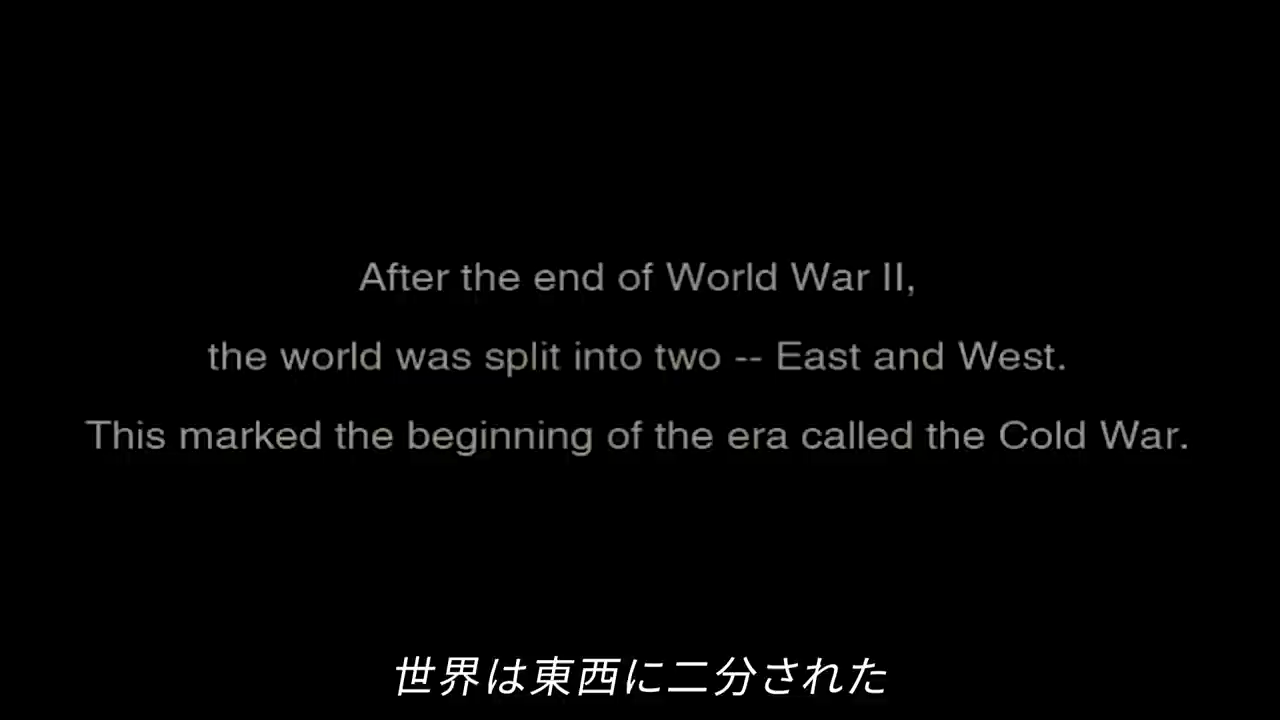 After the end of World War II,
the world was split into two -- East and West.
This marked the beginning of the era called the Cold War.
世界は東西に二分された